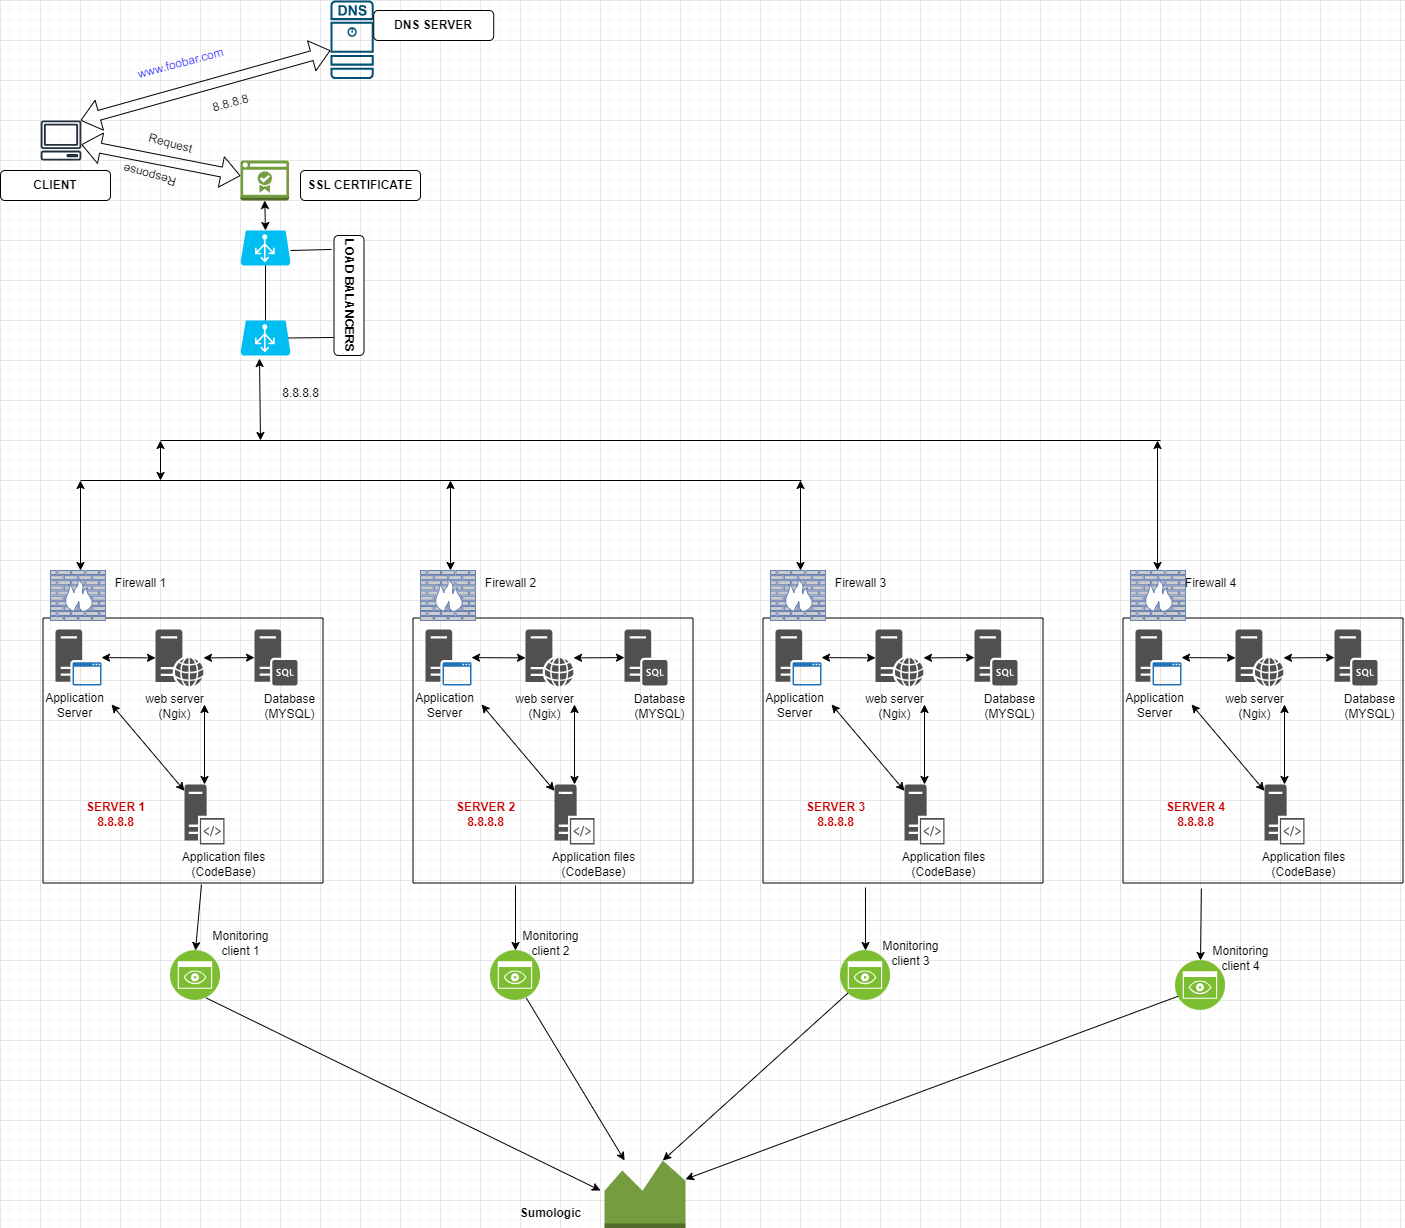 DNS
DNS SERVER
www.foobar.com
8.8.8.8
Request
Response
CLIENT
SSL CERTIFICATE
LOAD BALANCERS
8.8.8.8
Firewall 1
Firewall 2
Firewall 3
Firewall 4
SQL
Application
Server
web server
(Ngix)
Database
(MYSQL)
SERVER 1
8.8.8.8
</>
Application files
(CodeBase)
SQL
Application
Server
web server
(Ngix)
Database
(MYSQL)
SERVER 2
8.8.8.8
</>
Application files
(CodeBase)
SQL
Application
Server
web server
(Ngix)
Database
(MYSQL)
SERVER 3
8.8.8.8
</>
Application files
(CodeBase)
SQL
Application
Server
web server
(Ngix)
Database
(MYSQL)
SERVER 4
8.8.8.8
</>
Application files
(CodeBase)
Monitoring
client 1
Monitoring
client 2
Monitoring
client 3
Monitoring
client 4
Sumologic